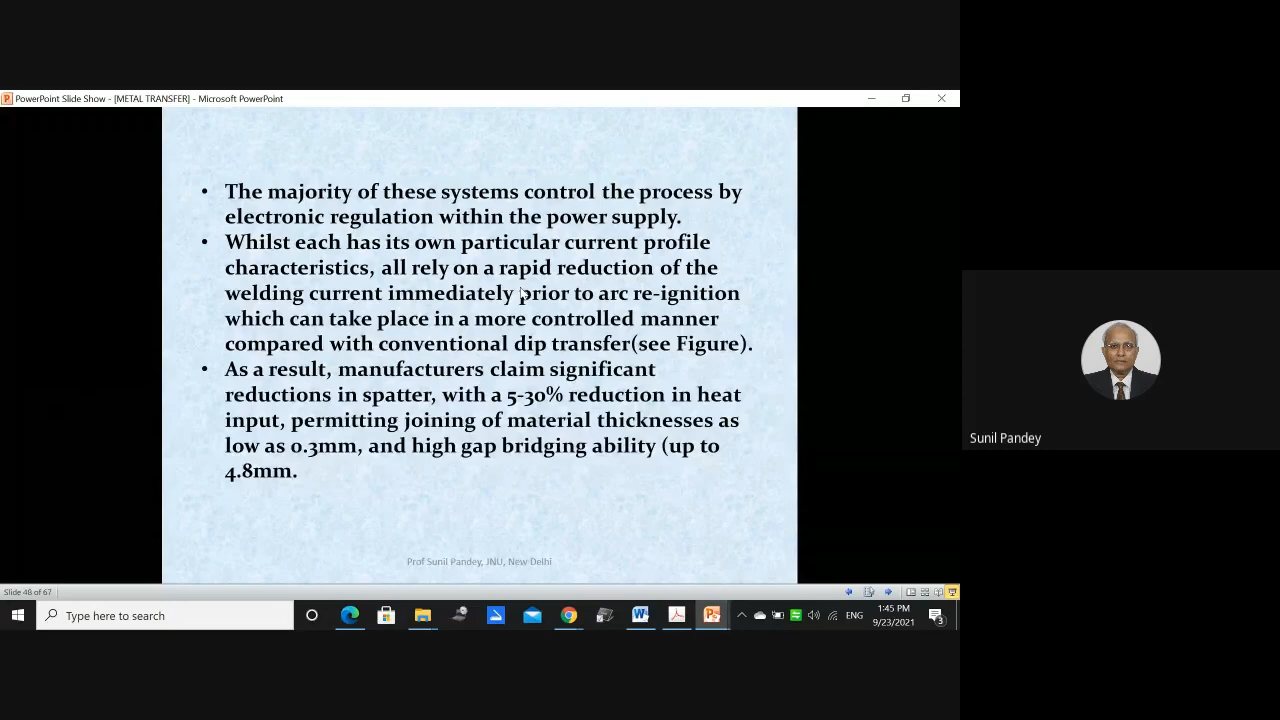 PowerPoint Slide Show - [METAL TRANSFER] - Microsoft PowerPoint
• The majority of these systems control the process by
electronic regulation within the power supply.
• Whilst each has its own particular current profile
characteristics, all rely on a rapid reduction of the
welding current immediately prior to arc re-ignition
which can take place in a more controlled manner
compared with conventional dip transfer(see Figure).
• As a result, manufacturers claim significant
reductions in spatter, with a 5-30% reduction in heat
input, permitting joining of material thicknesses as
low as 0.3mm, and high gap bridging ability (up to
4.8mm.
Prof Sunil Pandey, JNU, New Delhi
Sunil Pandey
Slide 48 of 67
Type here to search
ENG
1:45 PM
9/23/2021
3